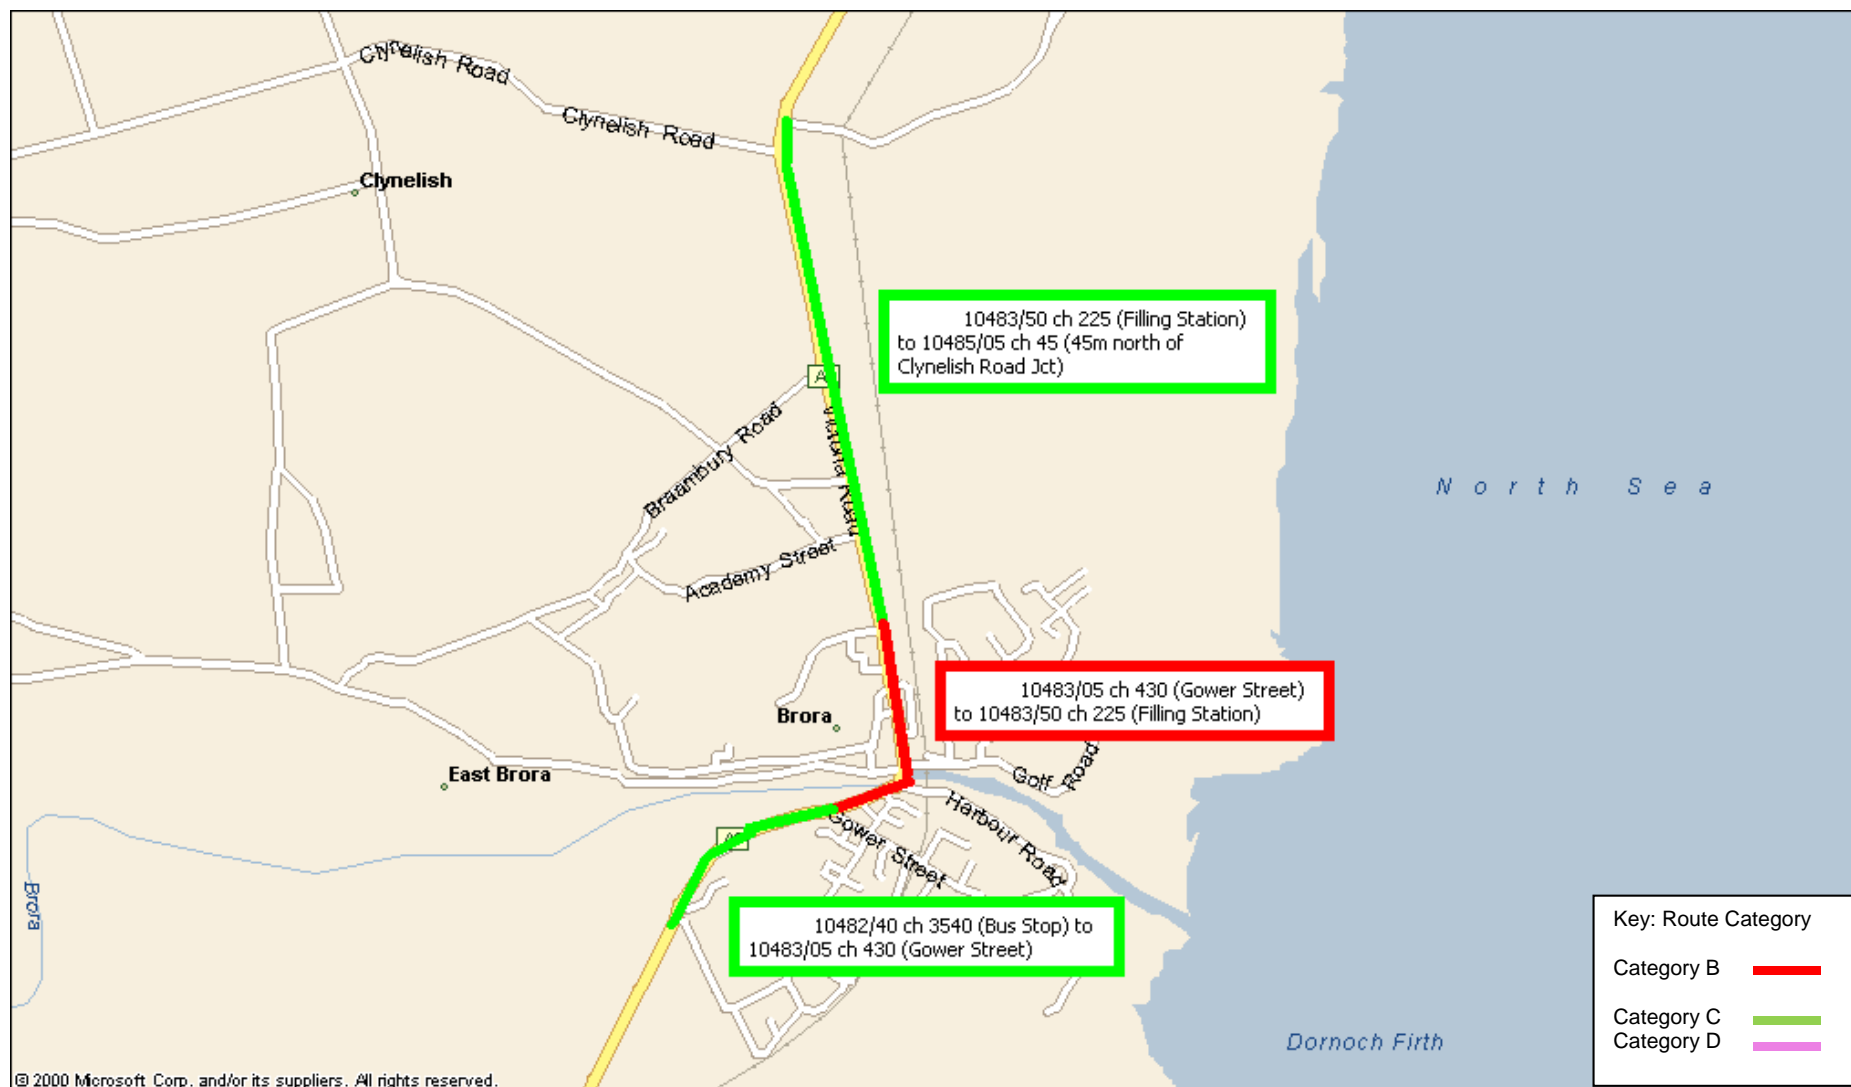 Clynelish Road
Clynelish Road
Clynelish
10483/50 ch 225 (Filling Station)
to 10485/05 ch 45 (45m north of
Clynelish Road Jct)
Braambury Road
Victoria Road
North Sea
Academy Street
10483/05 ch 430 (Gower Street)
to 10483/50 ch 225 (Filling Station)
Brora
East Brora
Golf Road
Harbour Road
Gower Street
Brora
10482/40 ch 3540 (Bus Stop) to
10483/05 ch 430 (Gower Street)
Key: Route Category
Category B
Category C
Category D
Dornoch Firth
© 2000 Microsoft Corp. and/or its suppliers. All rights reserved.